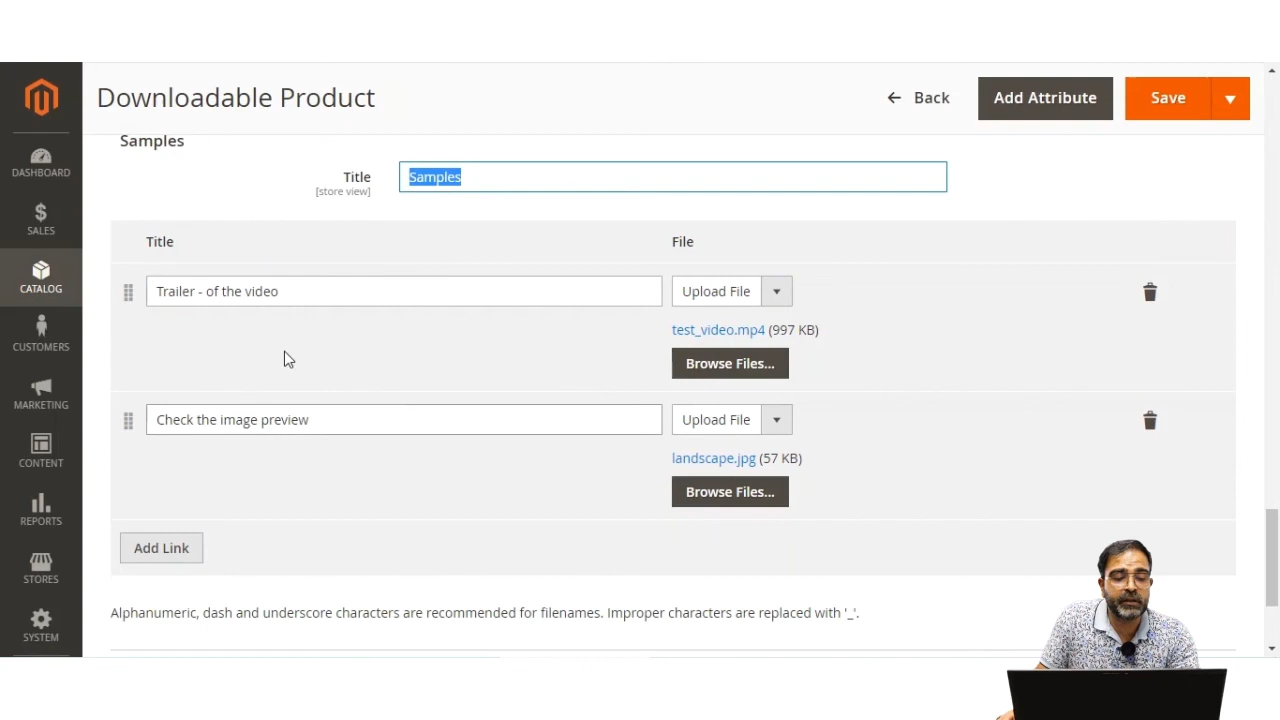 Downloadable Product
Back
Add Attribute
Save
DASHBOARD
SALES
CATALOG
CUSTOMERS
MARKETING
CONTENT
REPORTS
STORES
SYSTEM
Samples
Title
[store view]
Samples
Title File
Trailer - of the video
Upload File
test_video.mp4 (997 KB)
Browse Files...
Check the image preview
Upload File
landscape.jpg (57 KB)
Browse Files...
Add Link
Alphanumeric, dash and underscore characters are recommended for filenames. Improper characters are replaced with '_'.